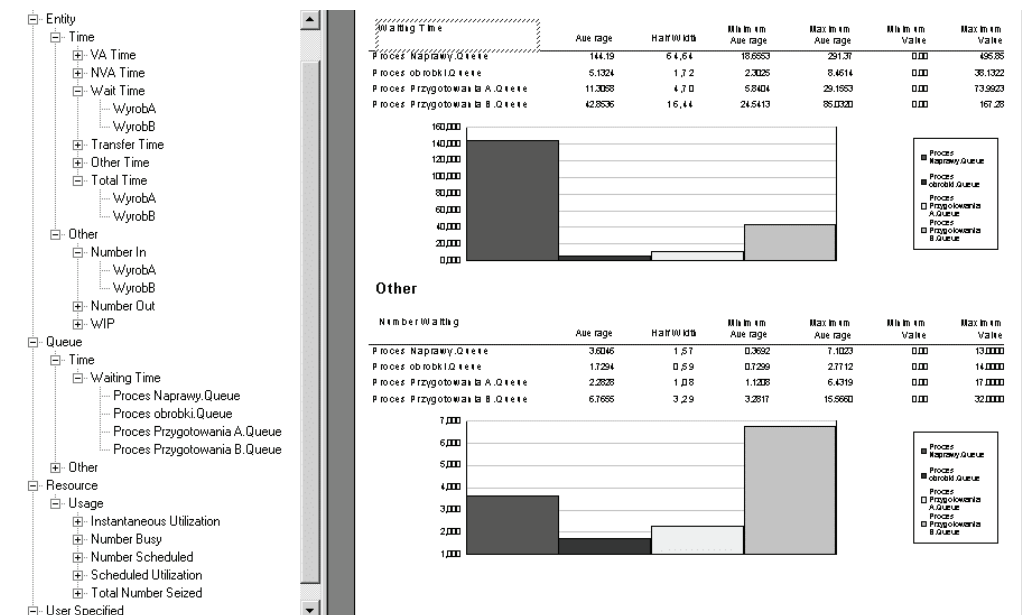 Entity
Time
VA Time
NVA Time
Wait Time
WyrobA
WyrobB
Transfer Time
Other Time
Total Time
WyrobA
WyrobB
Other
Number In
WyrobA
WyrobB
Number Out
WIP
Queue
Time
Waiting Time
Proces Naprawy.Queue
Proces obrobki.Queue
Proces Przygotowania A.Queue
Proces Przygotowania B.Queue
Other
Resource
Usage
Instantaneous Utilization
Number Busy
Number Scheduled
Scheduled Utilization
Total Number Seized
User Specified
Waiting Time Average Half Width Minimum Average Maximum Average Minimum Value Maximum Value
Proces Naprawy.Queue 144.19 64,64 18.6553 291.37 0.00 495.85
Proces obrobki.Queue 5.1324 1,72 2.3025 8.4614 0.00 38.1322
Proces Przygotowania A.Queue 11.3058 4,70 5.8404 29.1553 0.00 73.9923
Proces Przygotowania B.Queue 42.8536 16,44 24.5413 85.0320 0.00 167.28
160,000
140,000
120,000
100,000
80,000
60,000
40,000
20,000
0,000
Proces
Naprawy.Queue
Proces
obrobki.Queue
Proces
Przygotowania
A.Queue
Proces
Przygotowania
B.Queue
Other
Number Waiting Average Half Width Minimum Average Maximum Average Minimum Value Maximum Value
Proces Naprawy.Queue 3.6046 1,57 0.3692 7.1023 0.00 13.0000
Proces obrobki.Queue 1.7294 0,59 0.7299 2.7712 0.00 14.0000
Proces Przygotowania A.Queue 2.2828 1,08 1.1208 6.4319 0.00 17.0000
Proces Przygotowania B.Queue 6.7655 3,29 3.2817 15.5660 0.00 32.0000
7,000
6,000
5,000
4,000
3,000
2,000
1,000
Proces
Naprawy.Queue
Proces
obrobki.Queue
Proces
Przygotowania
A.Queue
Proces
Przygotowania
B.Queue